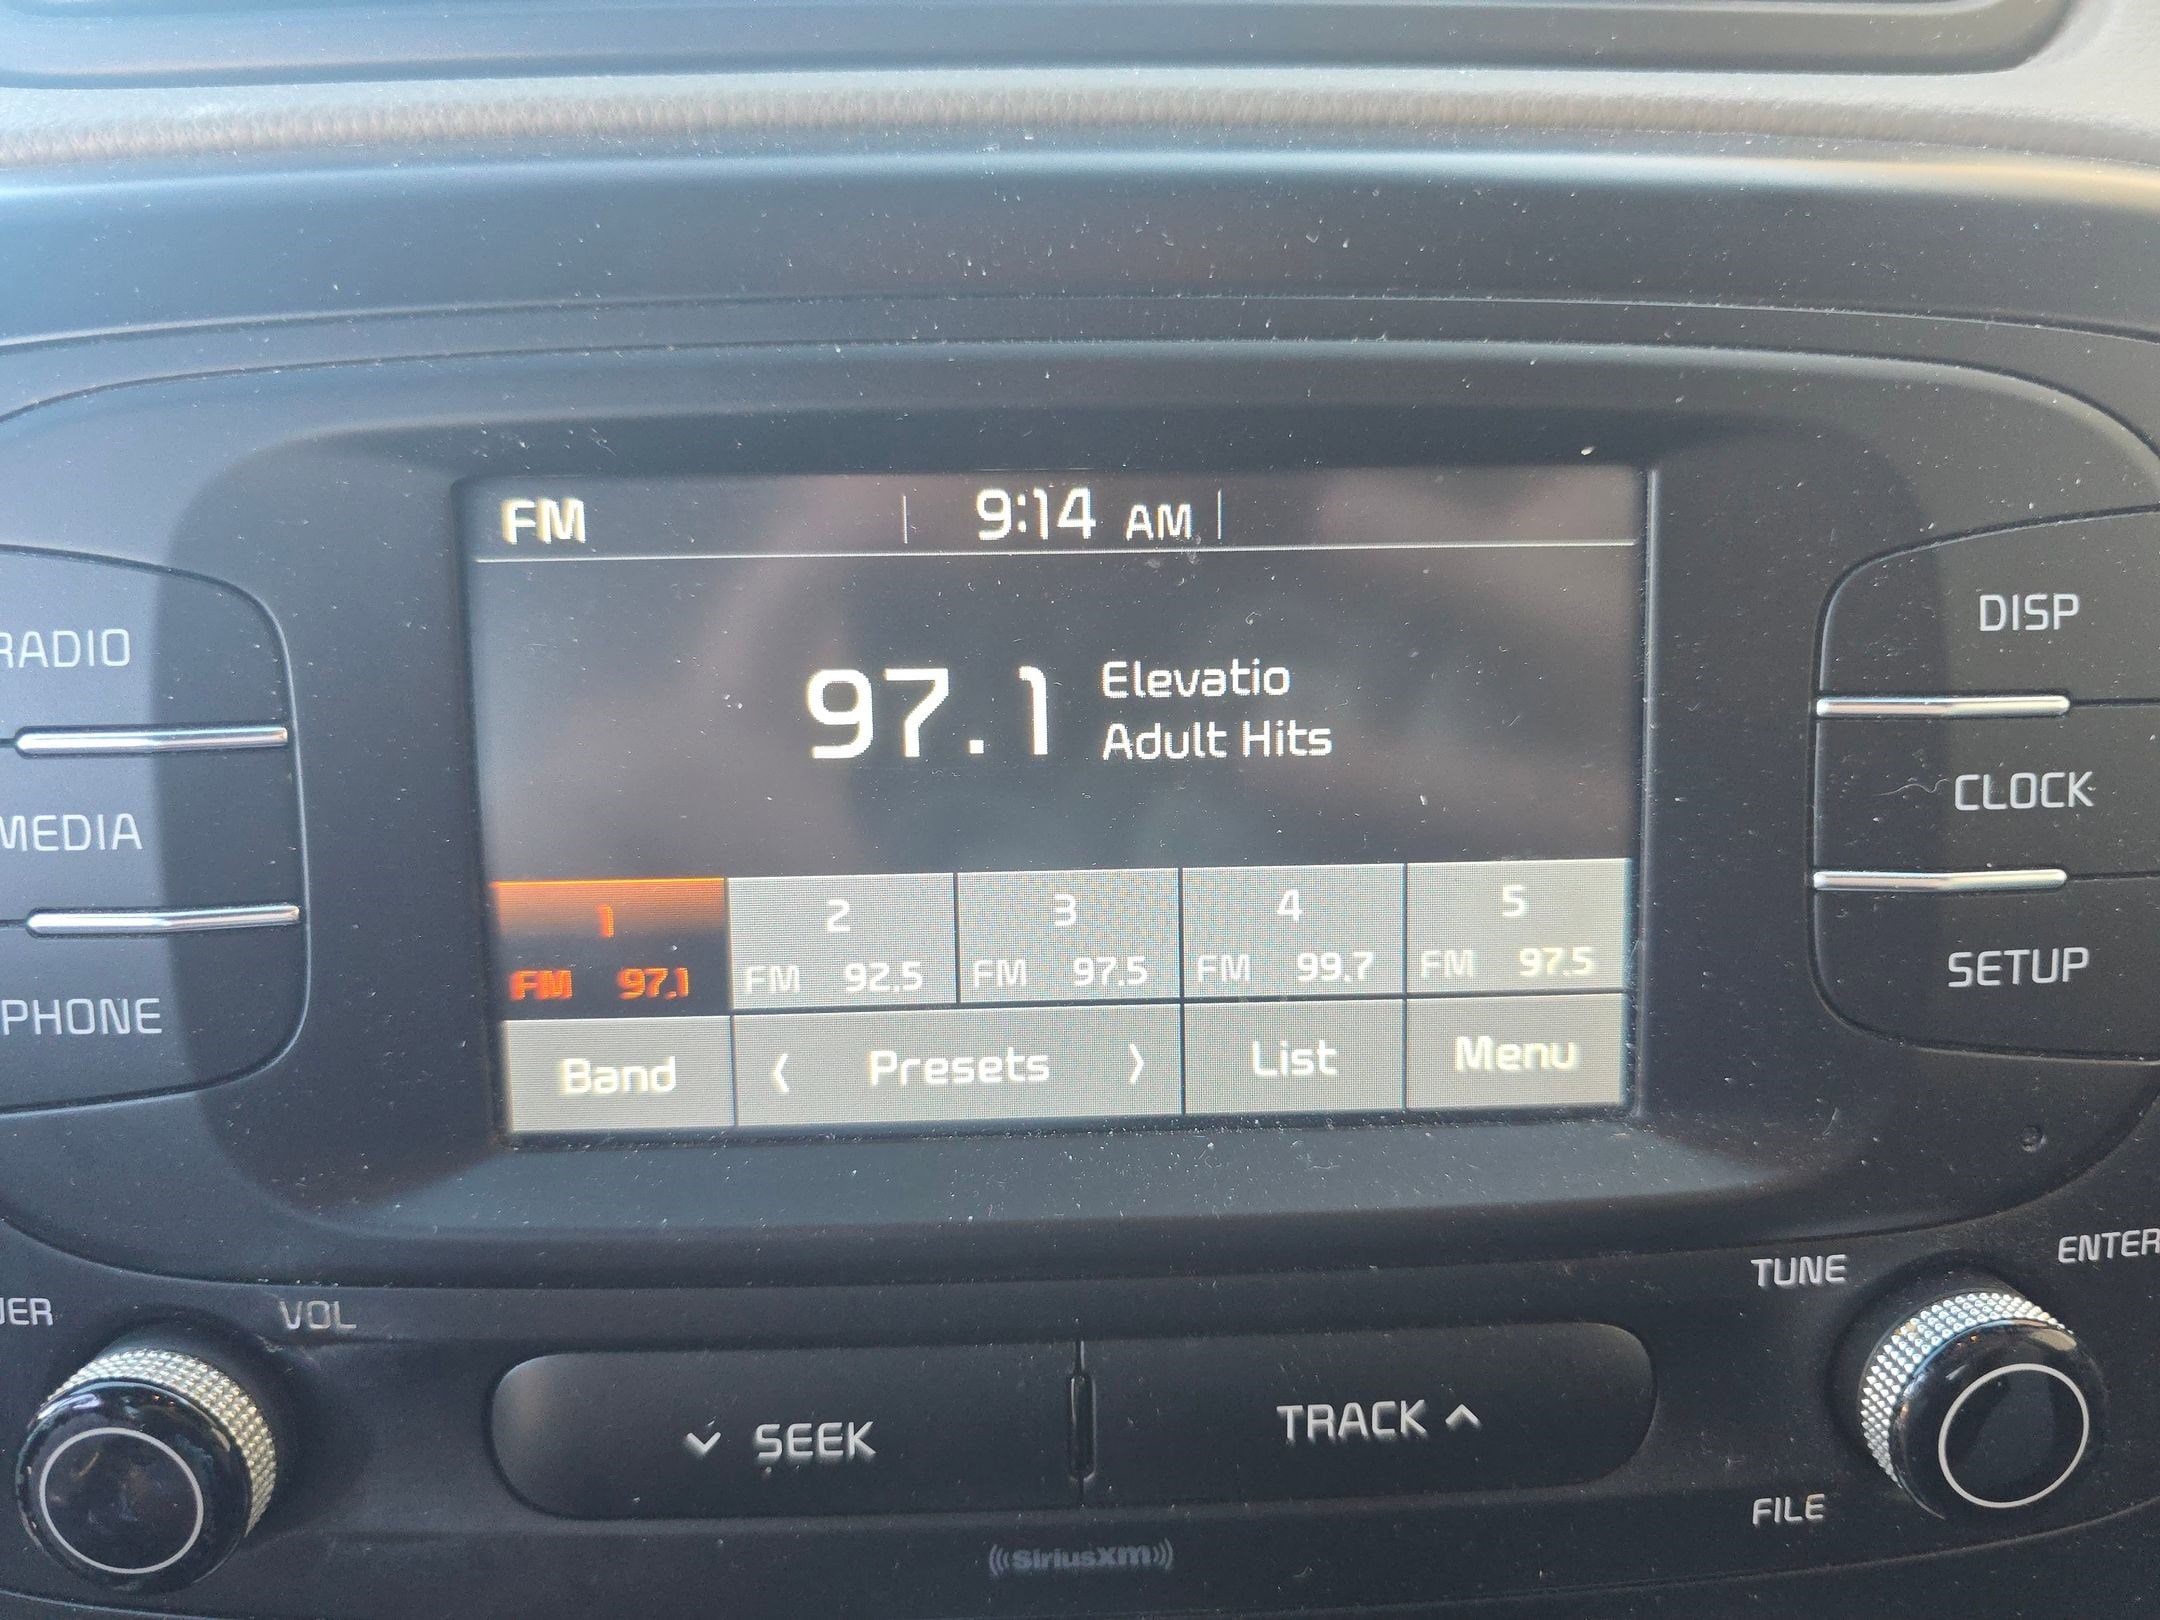 FM 9:14 AM
97.1
Elevatio
Adult Hits
1 2 3 4 5
FM 97.1 FM 92.5 FM 97.5 FM 99.7 FM 97.5
Band < Presets > List Menu
RADIO
MEDIA
PHONE
DISP
CLOCK
SETUP
VOL
SEEK
TRACK
TUNE
ENTER
FILE
SiriusXM